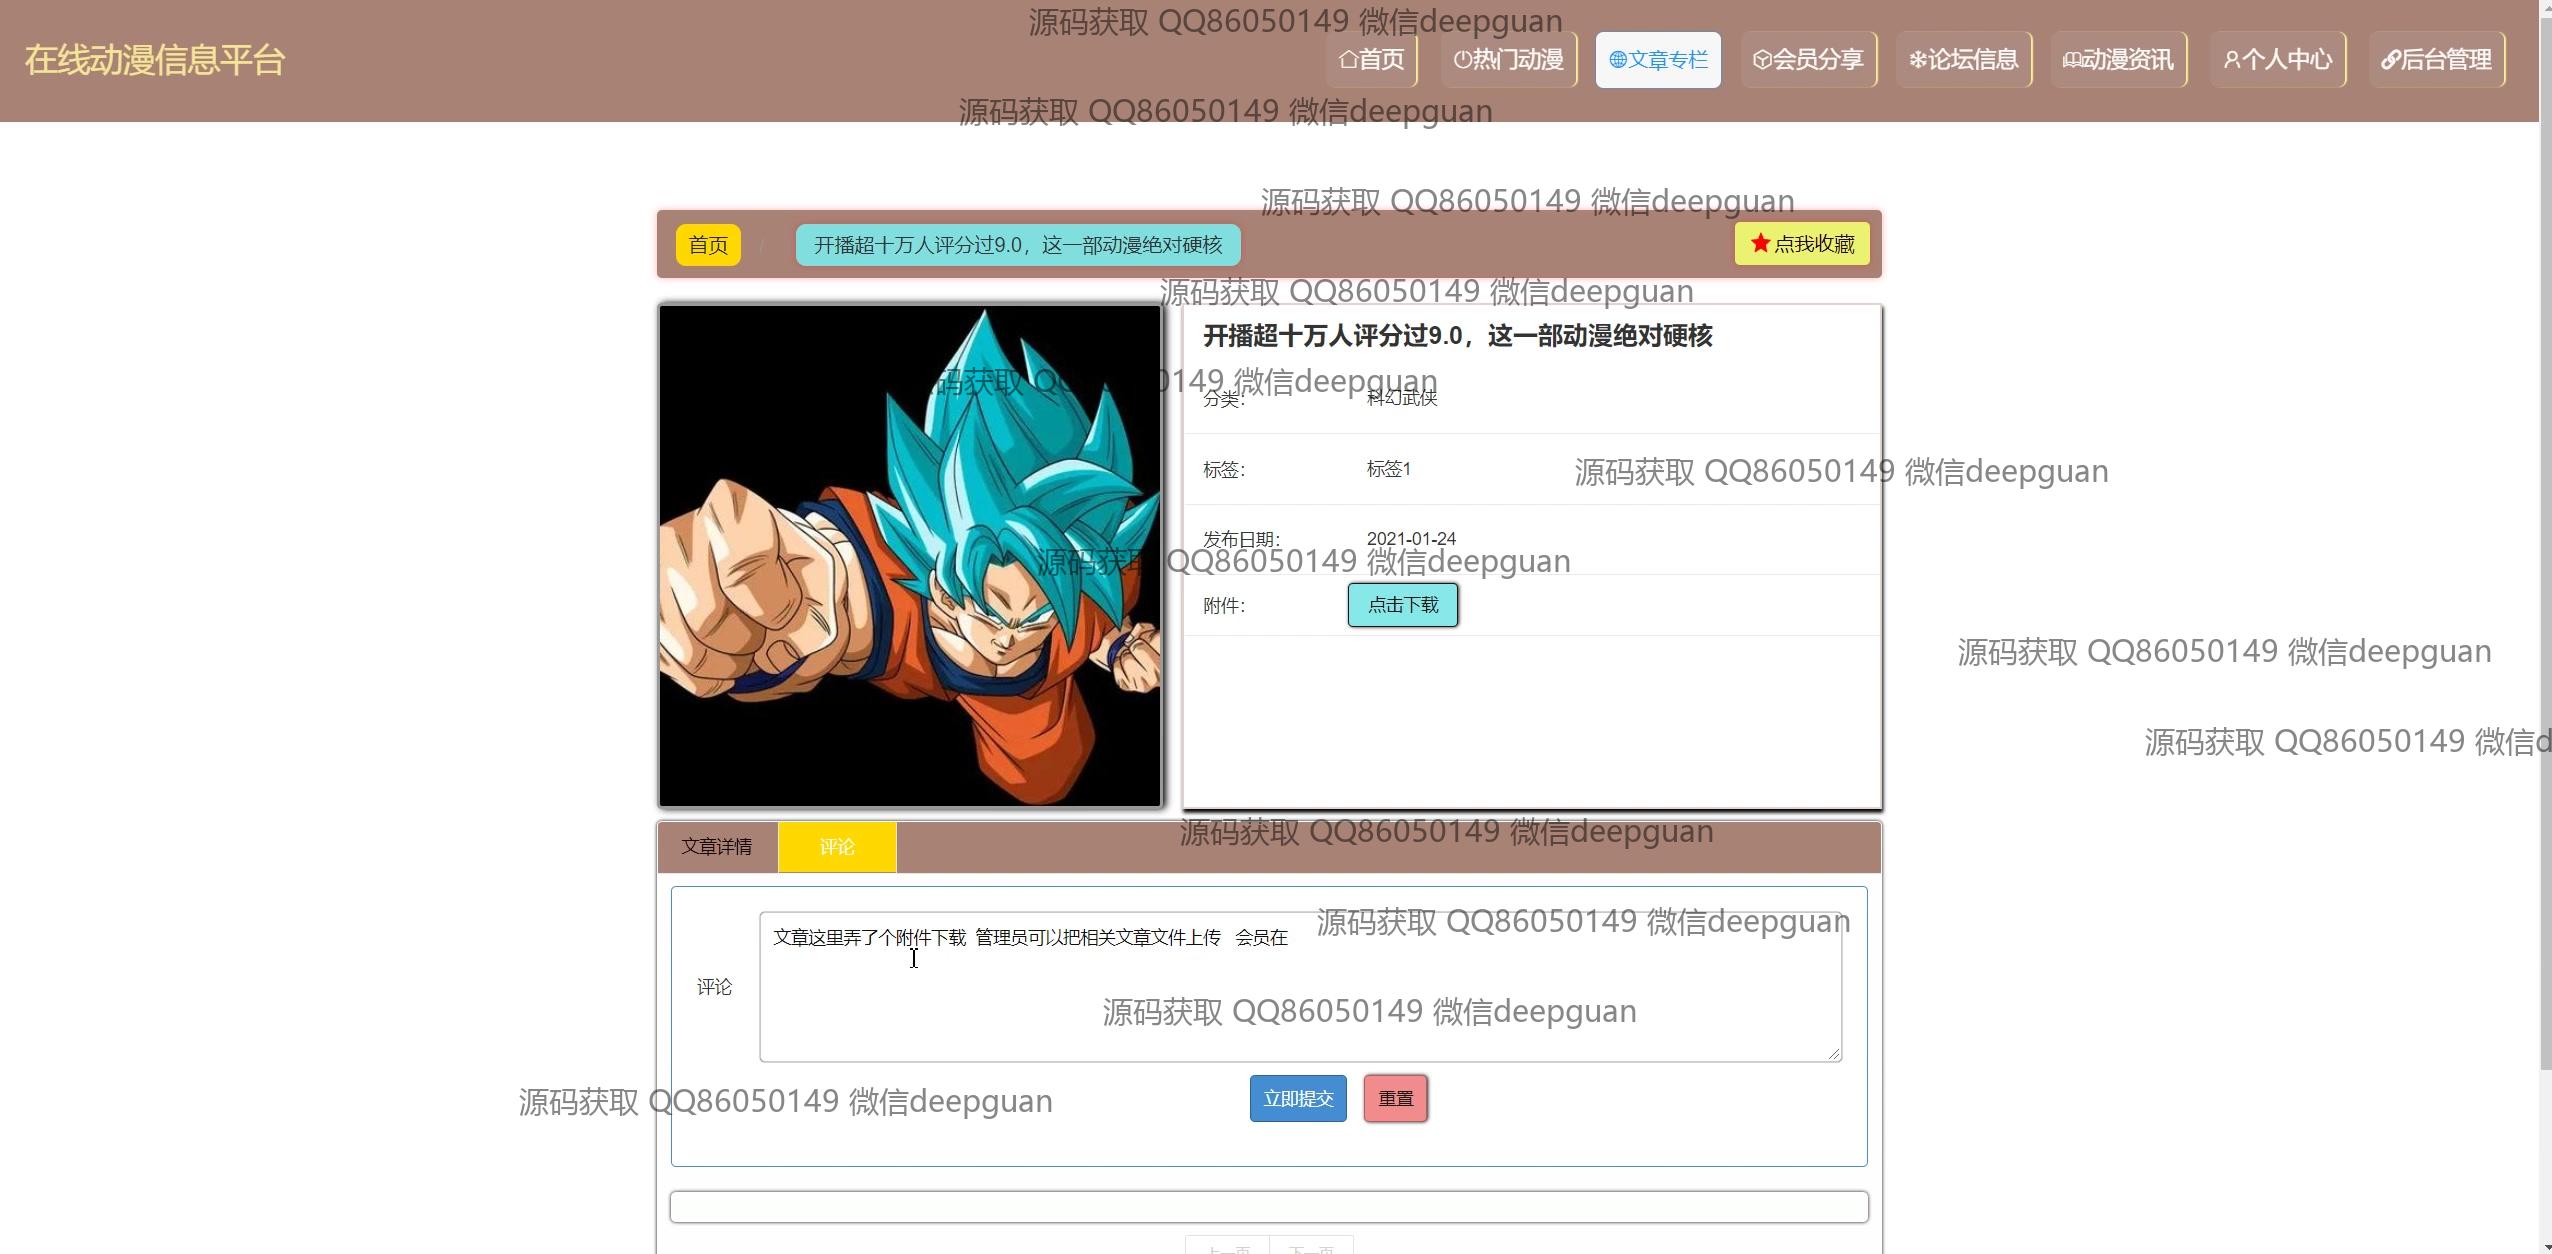 源码获取 QQ86050149 微信deepguan
在线动漫信息平台
首页 热门动漫 文章专栏 会员分享 论坛信息 动漫资讯 个人中心 后台管理
源码获取 QQ86050149 微信deepguan
源码获取 QQ86050149 微信deepguan
首页 / 开播超十万人评分过9.0，这一部动漫绝对硬核 点我收藏
源码获取 QQ86050149 微信deepguan
开播超十万人评分过9.0，这一部动漫绝对硬核
码获取 Q 0149 微信deepguan
分类： 科幻武侠
标签： 标签1
源码获取 QQ86050149 微信deepguan
发布日期： 2021-01-24
源码获取 QQ86050149 微信deepguan
附件： 点击下载
源码获取 QQ86050149 微信deepguan
源码获取 QQ86050149 微信d
源码获取 QQ86050149 微信deepguan
文章详情 评论
源码获取 QQ86050149 微信deepguan
文章这里弄了个附件下载 管理员可以把相关文章文件上传 会员在
评论
源码获取 QQ86050149 微信deepguan
立即提交 重置
源码获取 QQ86050149 微信deepguan
上一页 下一页